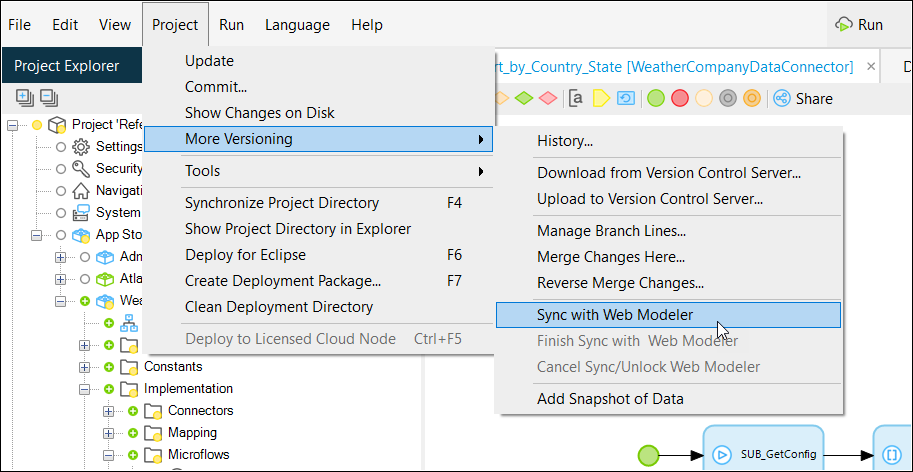 File Edit View Project Run Language Help Run
Project Explorer
rt_by_Country_State [WeatherCompanyDataConnector] × D
Share
Update
Commit...
Show Changes on Disk
More Versioning
Tools
Synchronize Project Directory F4
Show Project Directory in Explorer
Deploy for Eclipse F6
Create Deployment Package... F7
Clean Deployment Directory
Deploy to Licensed Cloud Node Ctrl+F5
History...
Download from Version Control Server...
Upload to Version Control Server...
Manage Branch Lines...
Merge Changes Here...
Reverse Merge Changes...
Sync with Web Modeler
Finish Sync with Web Modeler
Cancel Sync/Unlock Web Modeler
Add Snapshot of Data
Project 'Refe
Settings
Security
Navigati
System
App Sto
Adm
Atla
Wea
Constants
Implementation
Connectors
Mapping
Microflows
SUB_GetConfig